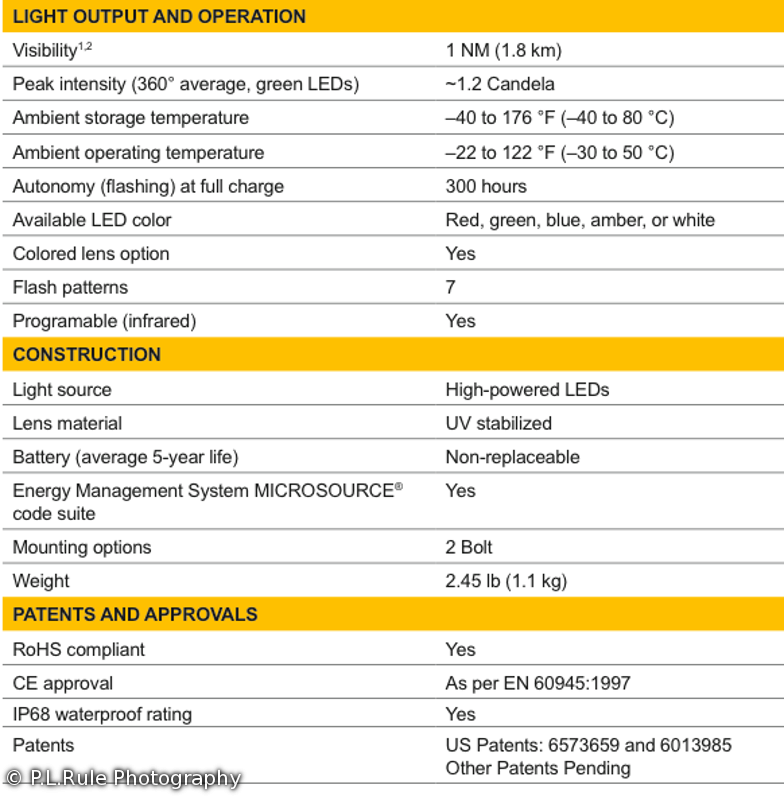 LIGHT OUTPUT AND OPERATION
Visibility1,2 1 NM (1.8 km)
Peak intensity (360° average, green LEDs) ~1.2 Candela
Ambient storage temperature –40 to 176 °F (–40 to 80 °C)
Ambient operating temperature –22 to 122 °F (–30 to 50 °C)
Autonomy (flashing) at full charge 300 hours
Available LED color Red, green, blue, amber, or white
Colored lens option Yes
Flash patterns 7
Programable (infrared) Yes
CONSTRUCTION
Light source High-powered LEDs
Lens material UV stabilized
Battery (average 5-year life) Non-replaceable
Energy Management System MICROSOURCE® Yes
code suite
Mounting options 2 Bolt
Weight 2.45 lb (1.1 kg)
PATENTS AND APPROVALS
RoHS compliant Yes
CE approval As per EN 60945:1997
IP68 waterproof rating Yes
Patents US Patents: 6573659 and 6013985
Other Patents Pending
© P.L.Rule Photography